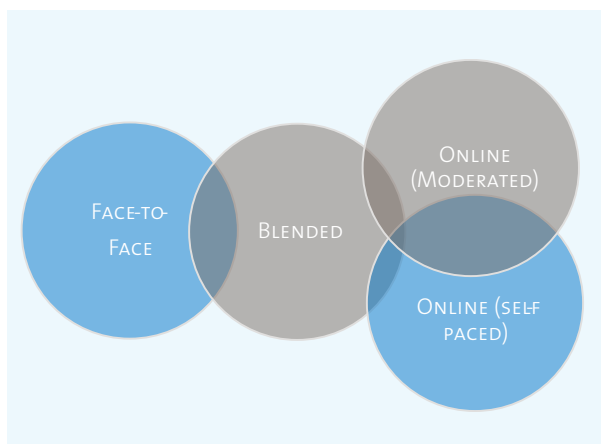 Face-to-
Face
Blended
Online
(Moderated)
Online (self
paced)